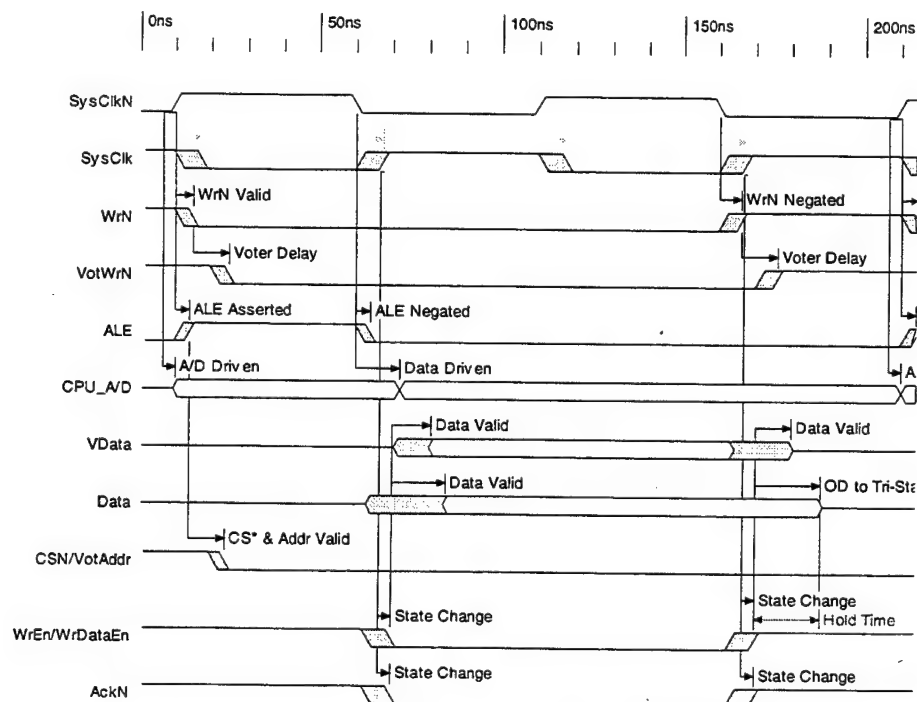 0ns 50ns 100ns 150ns 200ns
SysClkN
SysClk
WrN Valid WrN Negated
WrN
Voter Delay Voter Delay
VotWrN
ALE Asserted ALE Negated
ALE
A/D Driven Data Driven A
CPU_A/D
Data Valid Data Valid
VData
Data Valid OD to Tri-Sta
Data
CS* & Addr Valid
CSN/VotAddr
State Change State Change
Hold Time
WrEn/WrDataEn
State Change State Change
AckN